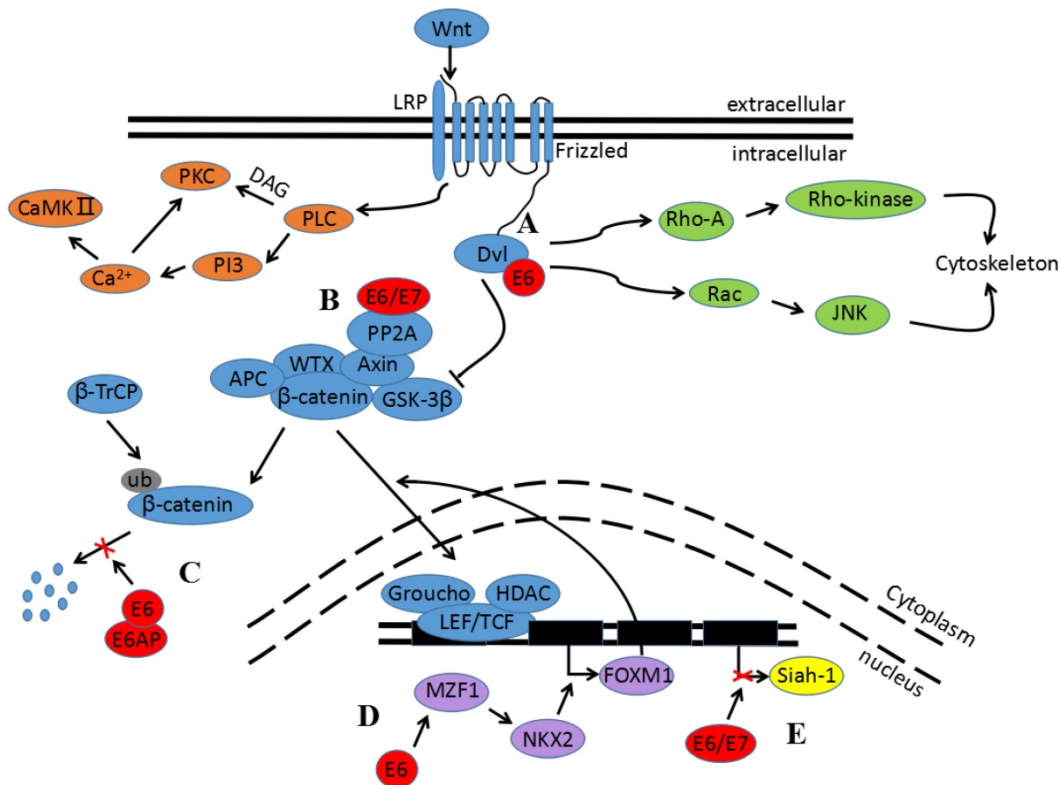 Wnt
LRP
extracellular
Frizzled
intracellular
PKC
DAG
CaMKⅡ
PLC
Ca²⁺
PI3
A
Dvl
E6
Rho-A
Rho-kinase
Cytoskeleton
Rac
JNK
B
E6/E7
PP2A
WTX
Axin
APC
β-catenin
GSK-3β
β-TrCP
ub
β-catenin
C
E6
E6AP
Groucho
HDAC
LEF/TCF
Cytoplasm
nucleus
MZF1
FOXM1
Siah-1
D
NKX2
E6
E6/E7
E